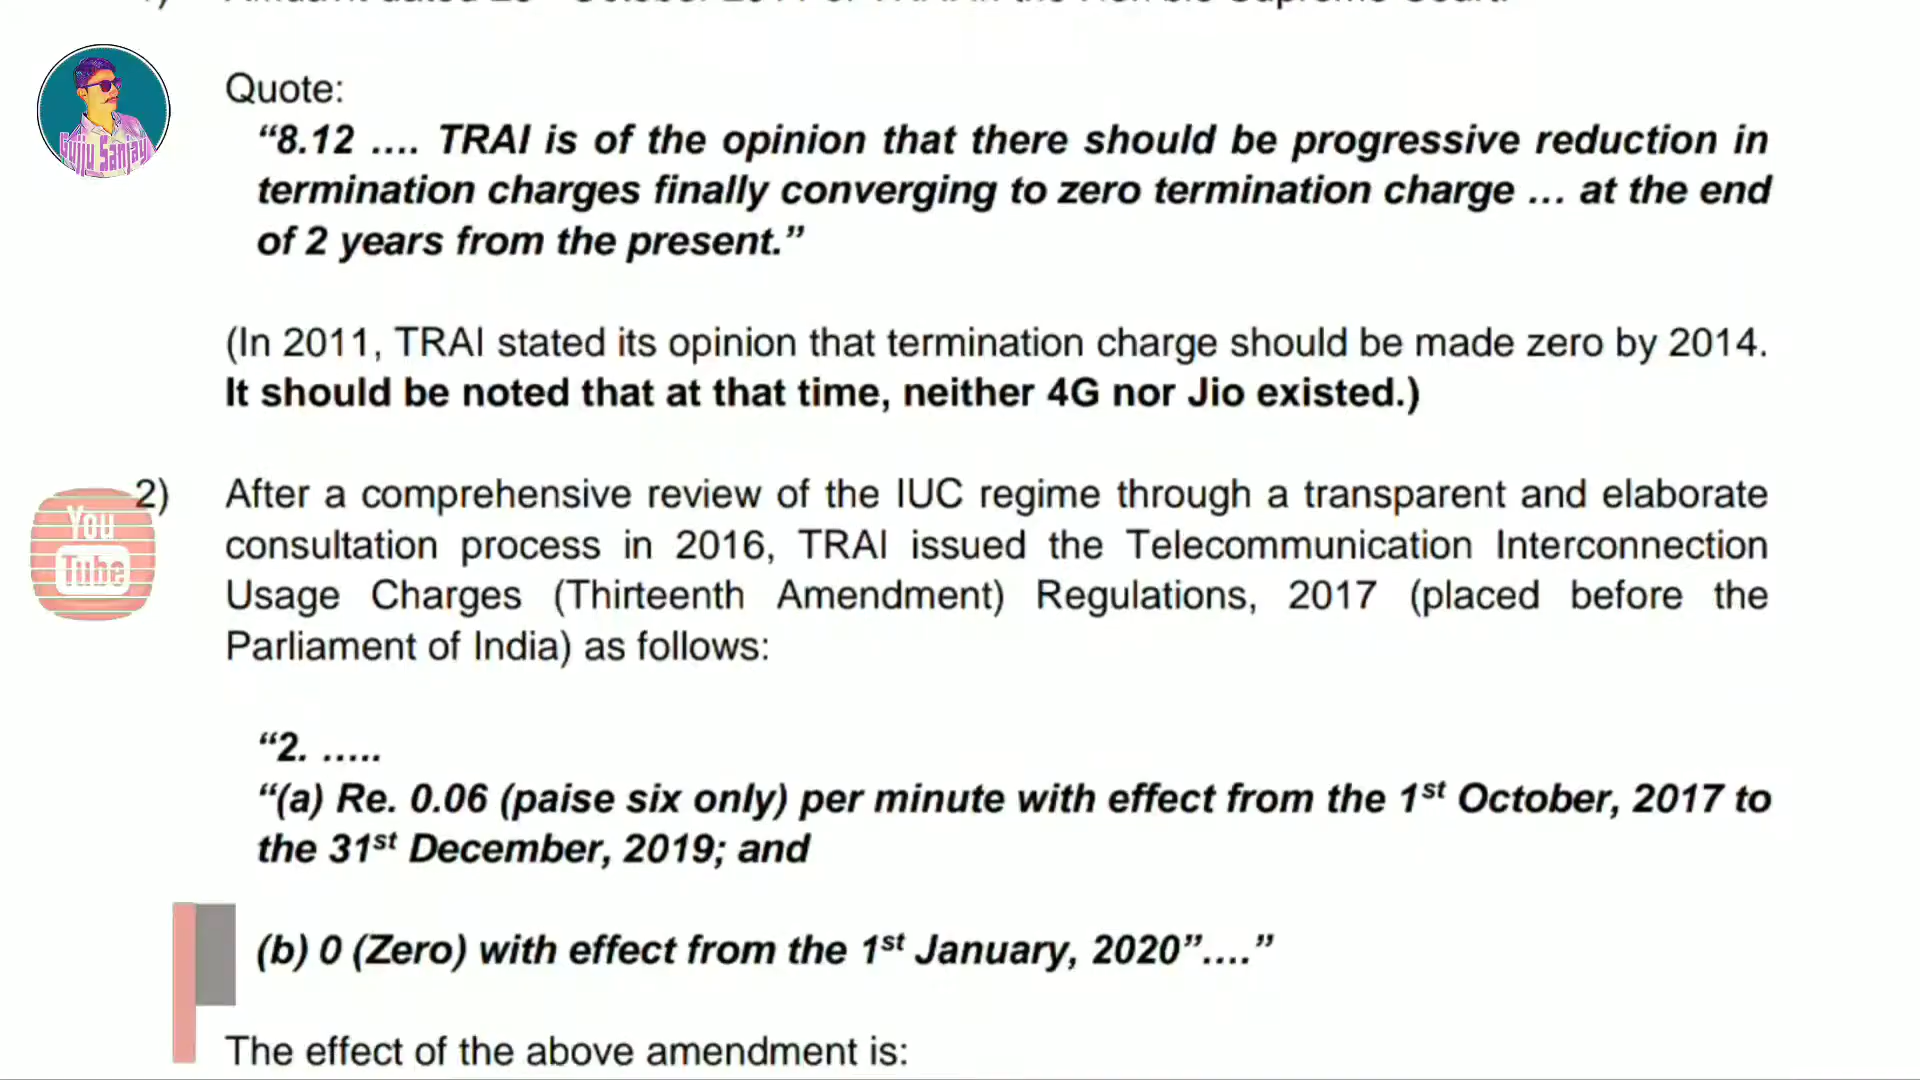 Quote:
“8.12 .... TRAI is of the opinion that there should be progressive reduction in
termination charges finally converging to zero termination charge ... at the end
of 2 years from the present.”
(In 2011, TRAI stated its opinion that termination charge should be made zero by 2014.
It should be noted that at that time, neither 4G nor Jio existed.)
2) After a comprehensive review of the IUC regime through a transparent and elaborate
consultation process in 2016, TRAI issued the Telecommunication Interconnection
Usage Charges (Thirteenth Amendment) Regulations, 2017 (placed before the
Parliament of India) as follows:
“2. .....
“(a) Re. 0.06 (paise six only) per minute with effect from the 1st October, 2017 to
the 31st December, 2019; and
(b) 0 (Zero) with effect from the 1st January, 2020”....”
The effect of the above amendment is:
Gujju Sanjay
You
Tube